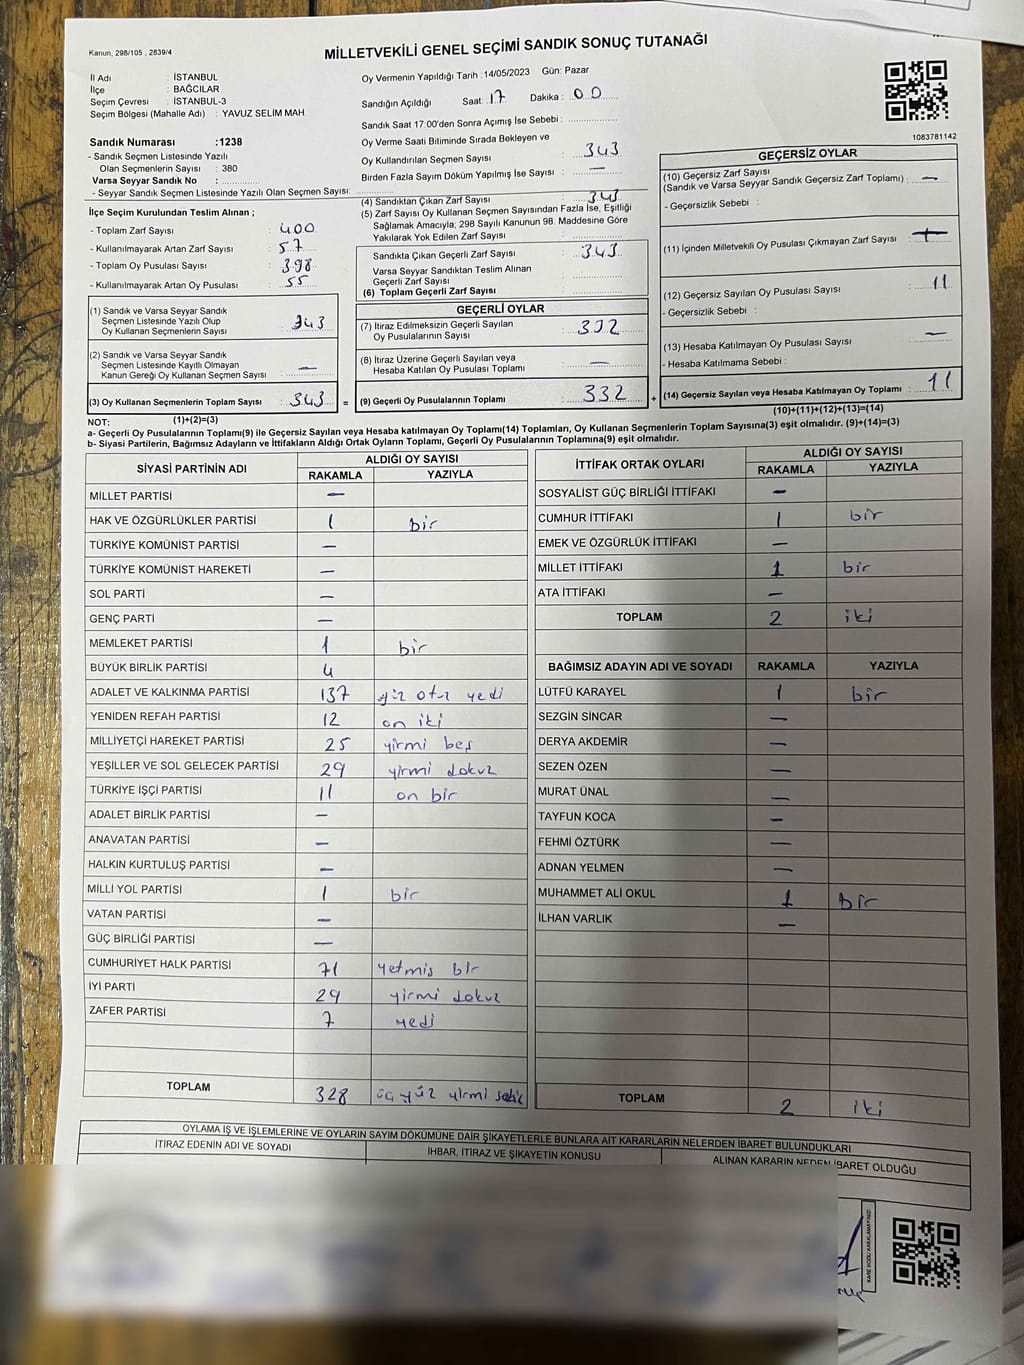 Kanun, 298/105 , 2839/4
MİLLETVEKİLİ GENEL SEÇİMİ SANDIK SONUÇ TUTANAĞI
İl Adı : İSTANBUL
İlçe : BAĞCILAR
Seçim Çevresi : İSTANBUL-3
Seçim Bölgesi (Mahalle Adı) : YAVUZ SELİM MAH.
Oy Vermenin Yapıldığı Tarih :14/05/2023 Gün: Pazar
Sandığın Açıldığı Saat: 17 Dakika : 00
Sandık Saat 17:00'den Sonra Açımış İse Sebebi :
Oy Verme Saati Bitiminde Sırada Bekleyen ve
Oy Kullandırılan Seçmen Sayısı : 343
Birden Fazla Sayım Döküm Yapılmış İse Sayısı : —
1083781142
Sandık Numarası :1238
- Sandık Seçmen Listesinde Yazılı
Olan Seçmenlerin Sayısı : 380
Varsa Seyyar Sandık No :
- Seyyar Sandık Seçmen Listesinde Yazılı Olan Seçmen Sayısı:
İlçe Seçim Kurulundan Teslim Alınan ;
- Toplam Zarf Sayısı : 400
- Kullanılmayarak Artan Zarf Sayısı : 57
- Toplam Oy Pusulası Sayısı : 398
- Kullanılmayarak Artan Oy Pusulası : 55
(4) Sandıktan Çıkan Zarf Sayısı : 343
(5) Zarf Sayısı Oy Kullanan Seçmen Sayısından Fazla İse, Eşitliği
Sağlamak Amacıyla; 298 Sayılı Kanunun 98. Maddesine Göre
Yakılarak Yok Edilen Zarf Sayısı :
Sandıkta Çıkan Geçerli Zarf Sayısı : 343
Varsa Seyyar Sandıktan Teslim Alınan
Geçerli Zarf Sayısı :
(6) Toplam Geçerli Zarf Sayısı :
GEÇERSİZ OYLAR
(10) Geçersiz Zarf Sayısı
(Sandık ve Varsa Seyyar Sandık Geçersiz Zarf Toplamı) : —
- Geçersizlik Sebebi :
(11) İçinden Milletvekili Oy Pusulası Çıkmayan Zarf Sayısı :
(12) Geçersiz Sayılan Oy Pusulası Sayısı : 11
- Geçersizlik Sebebi :
(13) Hesaba Katılmayan Oy Pusulası Sayısı : —
- Hesaba Katılmama Sebebi :
(14) Geçersiz Sayılan veya Hesaba Katılmayan Oy Toplamı : 11
(10)+(11)+(12)+(13)=(14)
(1) Sandık ve Varsa Seyyar Sandık
Seçmen Listesinde Yazılı Olup
Oy Kullanan Seçmenlerin Sayısı : 343
(2) Sandık ve Varsa Seyyar Sandık
Seçmen Listesinde Kayıtlı Olmayan
Kanun Gereği Oy Kullanan Seçmen Sayısı : —
(3) Oy Kullanan Seçmenlerin Toplam Sayısı : 343 =
(1)+(2)=(3)
GEÇERLİ OYLAR
(7) İtiraz Edilmeksizin Geçerli Sayılan
Oy Pusulalarının Sayısı : 332
(8) İtiraz Üzerine Geçerli Sayılan veya
Hesaba Katılan Oy Pusulası Toplamı : —
(9) Geçerli Oy Pusulalarının Toplamı : 332 +
NOT:
a- Geçerli Oy Pusulaları Toplamı(9) ile Geçersiz Sayılan veya Hesaba katılmayan Oy Toplamı(14) Toplamları, Oy Kullanan Seçmenlerin Toplam Sayısına(3) eşit olmalıdır. (9)+(14)=(3)
b- Siyasi Partilerin, Bağımsız Adayların ve İttifakların Aldığı Ortak Oyların Toplamı, Geçerli Oy Pusulalarının Toplamına(9) eşit olmalıdır.
SİYASİ PARTİNİN ADI ALDIĞI OY SAYISI
RAKAMLA YAZIYLA
MİLLET PARTİSİ —
HAK VE ÖZGÜRLÜKLER PARTİSİ 1 bir
TÜRKİYE KOMÜNİST PARTİSİ —
TÜRKİYE KOMÜNİST HAREKETİ —
SOL PARTİ —
GENÇ PARTİ —
MEMLEKET PARTİSİ 1 bir
BÜYÜK BİRLİK PARTİSİ 4
ADALET VE KALKINMA PARTİSİ 137 yüz otuz yedi
YENİDEN REFAH PARTİSİ 12 on iki
MİLLİYETÇİ HAREKET PARTİSİ 25 yirmi beş
YEŞİLLER VE SOL GELECEK PARTİSİ 29 yirmi dokuz
TÜRKİYE İŞÇİ PARTİSİ 11 on bir
ADALET BİRLİK PARTİSİ —
ANAVATAN PARTİSİ —
HALKIN KURTULUŞ PARTİSİ —
MİLLİ YOL PARTİSİ 1 bir
VATAN PARTİSİ —
GÜÇ BİRLİĞİ PARTİSİ —
CUMHURİYET HALK PARTİSİ 71 yetmiş bir
İYİ PARTİ 29 yirmi dokuz
ZAFER PARTİSİ 7 yedi
TOPLAM 328 üç yüz yirmi sekiz
İTTİFAK ORTAK OYLARI ALDIĞI OY SAYISI
RAKAMLA YAZIYLA
SOSYALİST GÜÇ BİRLİĞİ İTTİFAKI —
CUMHUR İTTİFAKI 1 bir
EMEK VE ÖZGÜRLÜK İTTİFAKI —
MİLLET İTTİFAKI 1 bir
ATA İTTİFAKI —
TOPLAM 2 iki
BAĞIMSIZ ADAYIN ADI VE SOYADI RAKAMLA YAZIYLA
LÜTFÜ KARAYEL 1 bir
SEZGİN SİNCAR —
DERYA AKDEMİR —
SEZEN ÖZEN —
MURAT ÜNAL —
TAYFUN KOCA —
FEHMİ ÖZTÜRK —
ADNAN YELMEN —
MUHAMMET ALİ OKUL 1 bir
İLHAN VARLIK —
TOPLAM 2 iki
OYLAMA İŞ VE İŞLEMLERİNE VE OYLARIN SAYIM DÖKÜMÜNE DAİR ŞİKAYETLERLE BUNLARA AİT KARARLARIN NELERDEN İBARET BULUNDUKLARI
İTİRAZ EDENİN ADI VE SOYADI İHBAR, İTİRAZ VE ŞİKAYETİN KONUSU ALINAN KARARIN NEDEN İBARET OLDUĞU
KARE KODU KARALAMAYINIZ!